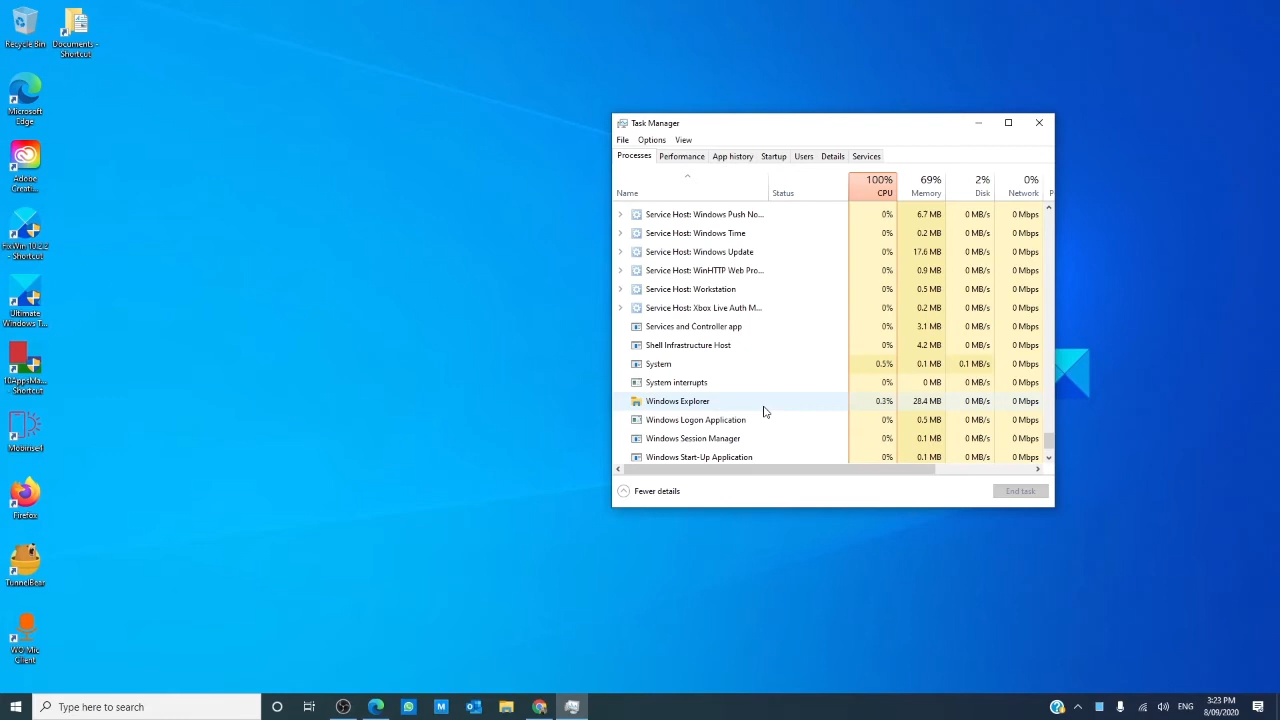 Recycle Bin
Documents -
Shortcut
Microsoft
Edge
Adobe
Creati...
FixWin 10.2.2
- Shortcut
Ultimate
Windows T...
10AppsMa...
- Shortcut
Mobirise4
Firefox
TunnelBear
WO Mic
Client
Task Manager
File Options View
Processes Performance App history Startup Users Details Services
100% 69% 2% 0%
Name Status CPU Memory Disk Network P
Service Host: Windows Push No... 0% 6.7 MB 0 MB/s 0 Mbps
Service Host: Windows Time 0% 0.2 MB 0 MB/s 0 Mbps
Service Host: Windows Update 0% 17.6 MB 0 MB/s 0 Mbps
Service Host: WinHTTP Web Pro... 0% 0.9 MB 0 MB/s 0 Mbps
Service Host: Workstation 0% 0.5 MB 0 MB/s 0 Mbps
Service Host: Xbox Live Auth M... 0% 0.2 MB 0 MB/s 0 Mbps
Services and Controller app 0% 3.1 MB 0 MB/s 0 Mbps
Shell Infrastructure Host 0% 4.2 MB 0 MB/s 0 Mbps
System 0.5% 0.1 MB 0.1 MB/s 0 Mbps
System interrupts 0% 0 MB 0 MB/s 0 Mbps
Windows Explorer 0.3% 28.4 MB 0 MB/s 0 Mbps
Windows Logon Application 0% 0.5 MB 0 MB/s 0 Mbps
Windows Session Manager 0% 0.1 MB 0 MB/s 0 Mbps
Windows Start-Up Application 0% 0.1 MB 0 MB/s 0 Mbps
Fewer details End task
Type here to search
M
ENG
3:23 PM
8/09/2020